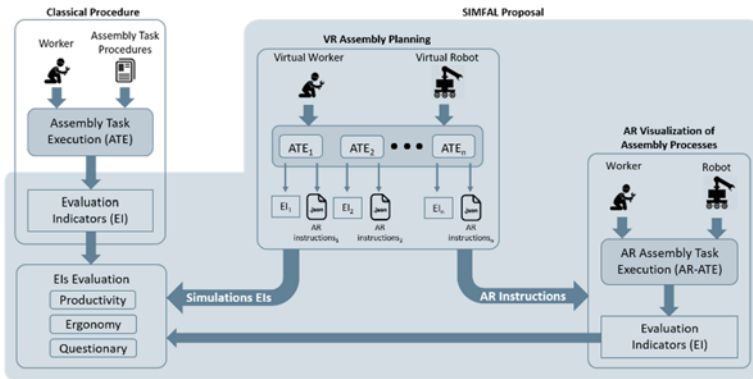 Classical Procedure
Worker
Assembly Task
Procedures
Assembly Task
Execution (ATE)
Evaluation
Indicators (EI)
EIs Evaluation
Productivity
Ergonomy
Questionary
SIMFAL Proposal
VR Assembly Planning
Virtual Worker
Virtual Robot
ATE1
ATE2
ATEn
EI1
.json
EI2
.json
EIn
.json
AR
instructions1
AR
instructions2
AR
instructionsn
Simulations EIs
AR Instructions
AR Visualization of
Assembly Processes
Worker
Robot
AR Assembly Task
Execution (AR-ATE)
Evaluation
Indicators (EI)